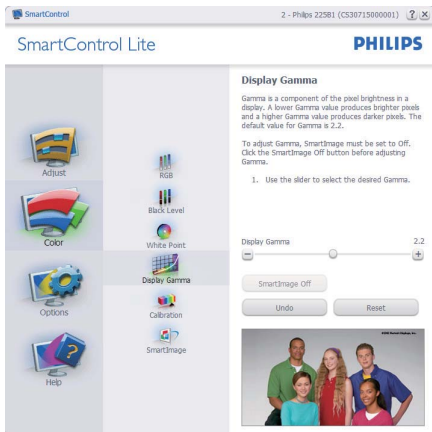 SmartControl
2 - Philips 225B1 (CS30715000001)
?
SmartControl Lite
PHILIPS
Adjust
Color
Options
Help
RGB
Black Level
White Point
Display Gamma
Calibration
SmartImage
Display Gamma
Gamma is a component of the pixel brightness in a
display. A lower Gamma value produces brighter pixels
and a higher Gamma value produces darker pixels. The
default value for Gamma is 2.2.
To adjust Gamma, SmartImage must be set to Off.
Click the SmartImage Off button before adjusting
Gamma.
1. Use the slider to select the desired Gamma.
Display Gamma 2.2
SmartImage Off
Undo
Reset